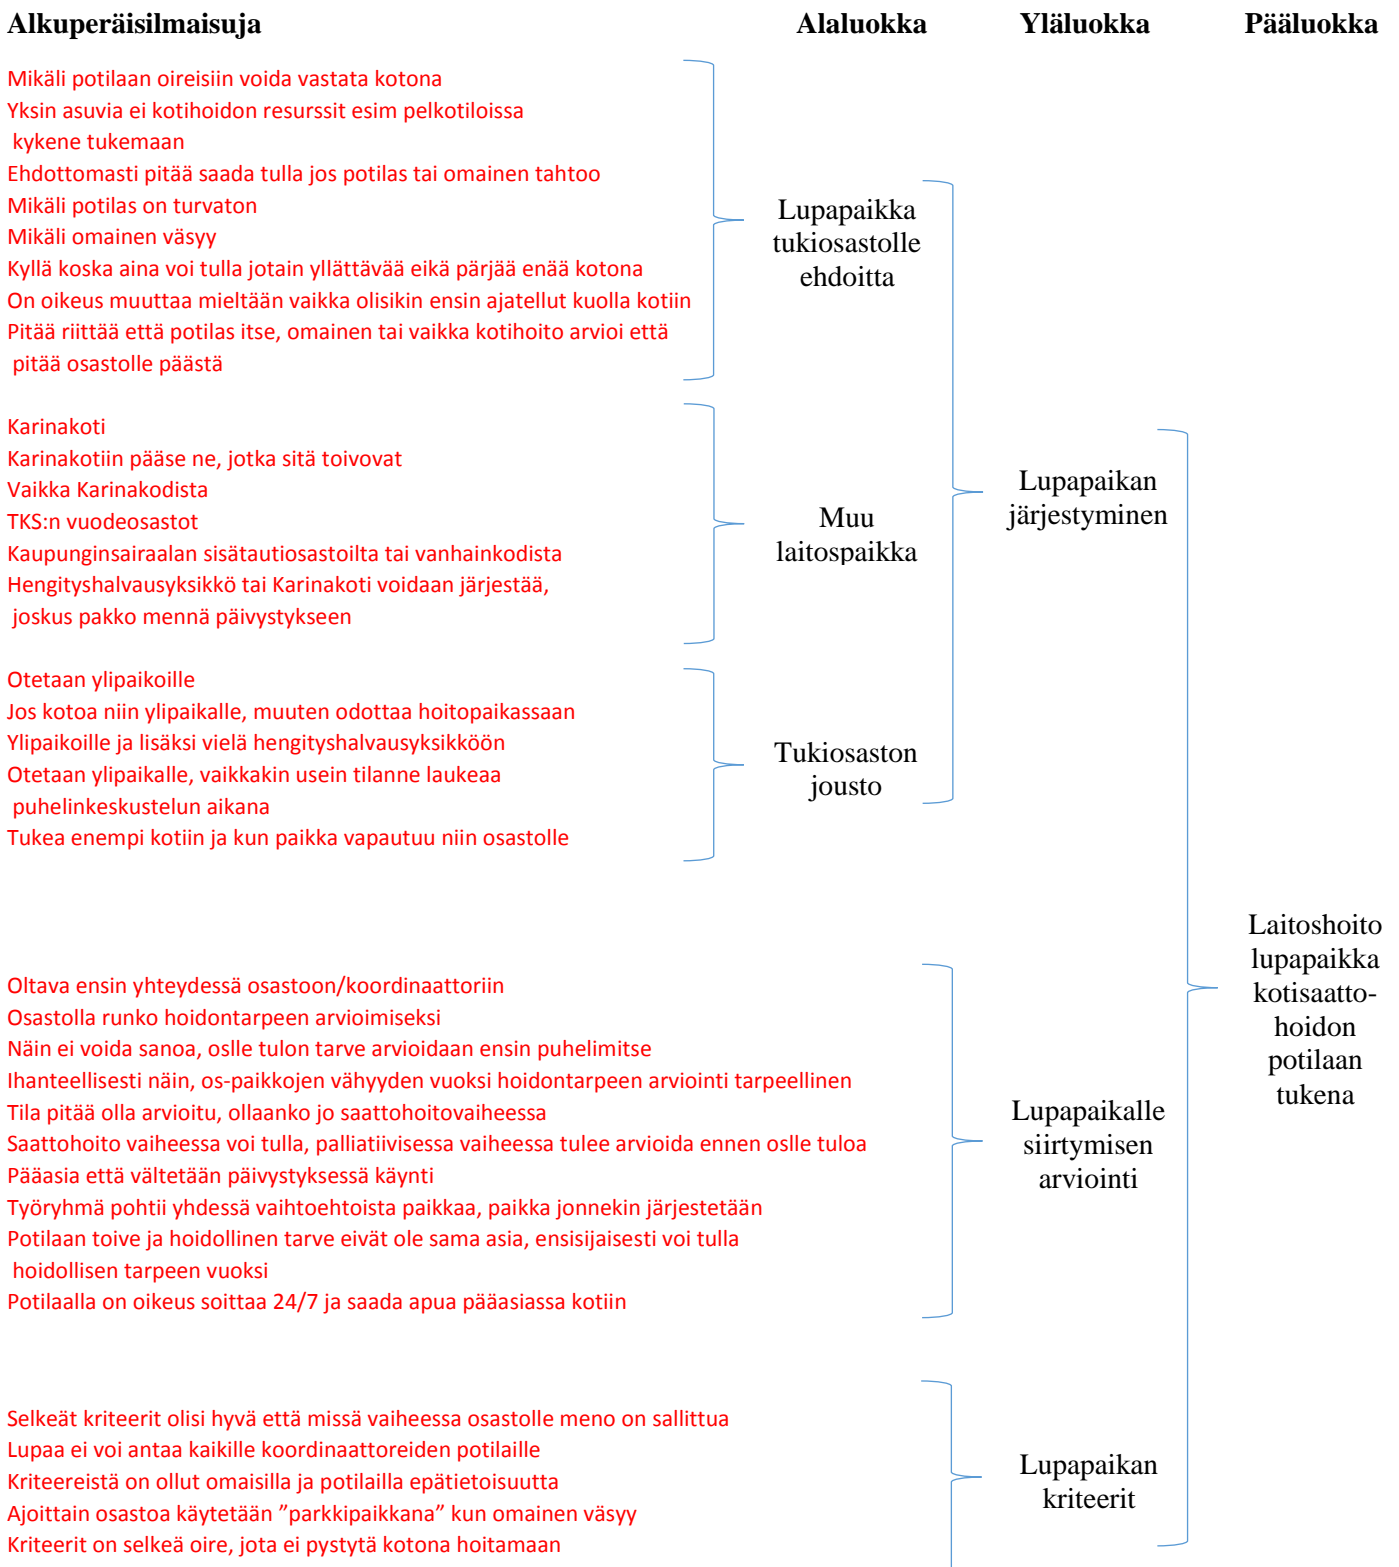 Alkuperäisilmaisuja Alaluokka Yläluokka Pääluokka
Mikäli potilaan oireisiin voida vastata kotona
Yksin asuvia ei kotihoidon resurssit esim pelkotiloissa
kykene tukemaan
Ehdottomasti pitää saada tulla jos potilas tai omainen tahtoo
Mikäli potilas on turvaton
Mikäli omainen väsyy
Kyllä koska aina voi tulla jotain yllättävää eikä pärjää enää kotona
On oikeus muuttaa mieltään vaikka olisikin ensin ajatellut kuolla kotiin
Pitää riittää että potilas itse, omainen tai vaikka kotihoito arvioi että
pitää osastolle päästä
Lupapaikka
tukiosastolle
ehdoitta
Karinakoti
Karinakotiin pääse ne, jotka sitä toivovat
Vaikka Karinakodista
TKS:n vuodeosastot
Kaupunginsairaalan sisätautiosastoilta tai vanhainkodista
Hengityshalvausyksikkö tai Karinakoti voidaan järjestää,
joskus pakko mennä päivystykseen
Muu
laitospaikka
Lupapaikan
järjestyminen
Otetaan ylipaikoille
Jos kotoa niin ylipaikalle, muuten odottaa hoitopaikassaan
Ylipaikoille ja lisäksi vielä hengityshalvausyksikköön
Otetaan ylipaikalle, vaikkakin usein tilanne laukeaa
puhelinkeskustelun aikana
Tukea enempi kotiin ja kun paikka vapautuu niin osastolle
Tukiosaston
jousto
Oltava ensin yhteydessä osastoon/koordinaattoriin
Osastolla runko hoidontarpeen arvioimiseksi
Näin ei voida sanoa, oslle tulon tarve arvioidaan ensin puhelimitse
Ihanteellisesti näin, os-paikkojen vähyyden vuoksi hoidontarpeen arviointi tarpeellinen
Tila pitää olla arvioitu, ollaanko jo saattohoitovaiheessa
Saattohoito vaiheessa voi tulla, palliatiivisessa vaiheessa tulee arvioida ennen oslle tuloa
Pääasia että vältetään päivystyksessä käynti
Työryhmä pohtii yhdessä vaihtoehtoista paikkaa, paikka jonnekin järjestetään
Potilaan toive ja hoidollinen tarve eivät ole sama asia, ensisijaisesti voi tulla
hoidollisen tarpeen vuoksi
Potilaalla on oikeus soittaa 24/7 ja saada apua pääasiassa kotiin
Lupapaikalle
siirtymisen
arviointi
Laitoshoito
lupapaikka
kotisaatto-
hoidon
potilaan
tukena
Selkeät kriteerit olisi hyvä että missä vaiheessa osastolle meno on sallittua
Lupaa ei voi antaa kaikille koordinaattoreiden potilaille
Kriteereistä on ollut omaisilla ja potilailla epätietoisuutta
Ajoittain osastoa käytetään ”parkkipaikkana” kun omainen väsyy
Kriteerit on selkeä oire, jota ei pystytä kotona hoitamaan
Lupapaikan
kriteerit